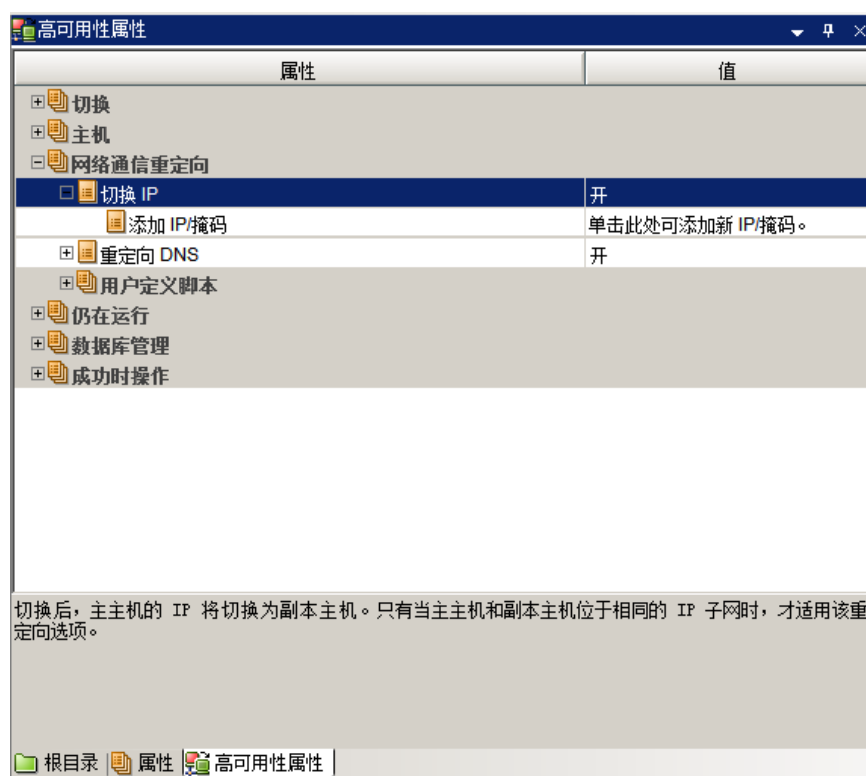 高可用性属性
属性 值
切换
主机
网络通信重定向
切换 IP 开
添加 IP/掩码 单击此处可添加新 IP/掩码。
重定向 DNS 开
用户定义脚本
仍在运行
数据库管理
成功时操作
切换后，主主机的 IP 将切换为副本主机。只有当主主机和副本主机位于相同的 IP 子网时，才适用该重
定向选项。
根目录 属性 高可用性属性